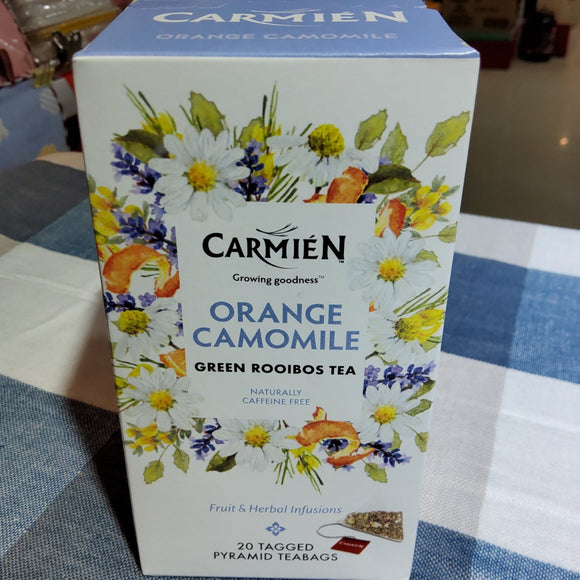 CARMIÉN
ORANGE CAMOMILE
CARMIÉN™
Growing goodness™
ORANGE
CAMOMILE
GREEN ROOIBOS TEA
NATURALLY
CAFFEINE FREE
Fruit & Herbal Infusions
20 TAGGED
PYRAMID TEABAGS
CARMIÉN